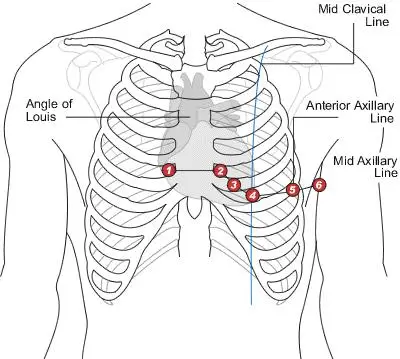 Mid Clavical
Line
Angle of
Louis
Anterior Axillary
Line
Mid Axillary
Line
1
2
3
4
5
6